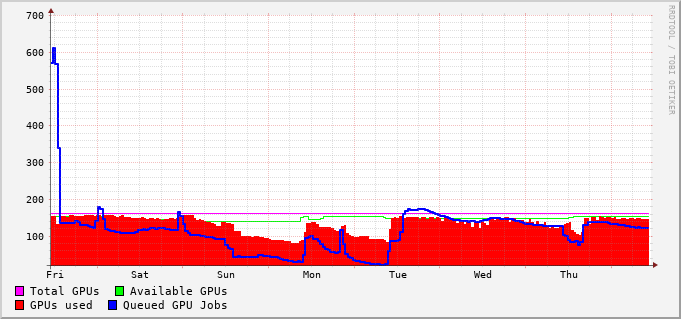 700
600
500
400
300
200
100
Fri Sat Sun Mon Tue Wed Thu
Total GPUs Available GPUs
GPUs used Queued GPU Jobs
RRDTOOL / TOBI OETIKER